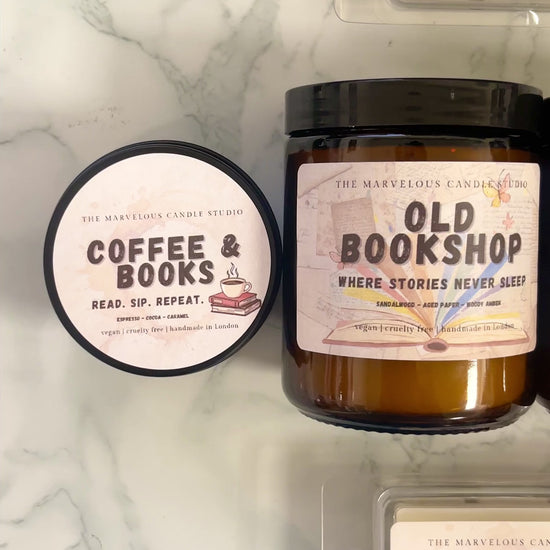 THE MARVELOUS CANDLE STUDIO
COFFEE &
BOOKS
READ. SIP. REPEAT.
ESPRESSO - COCOA - CARAMEL
vegan | cruelty free | handmade in London
THE MARVELOUS CANDLE STUDIO
OLD
BOOKSHOP
WHERE STORIES NEVER SLEEP
SANDALWOOD - AGED PAPER - WOODY AMBER
vegan | cruelty free | handmade in London
THE MARVELOUS CAN